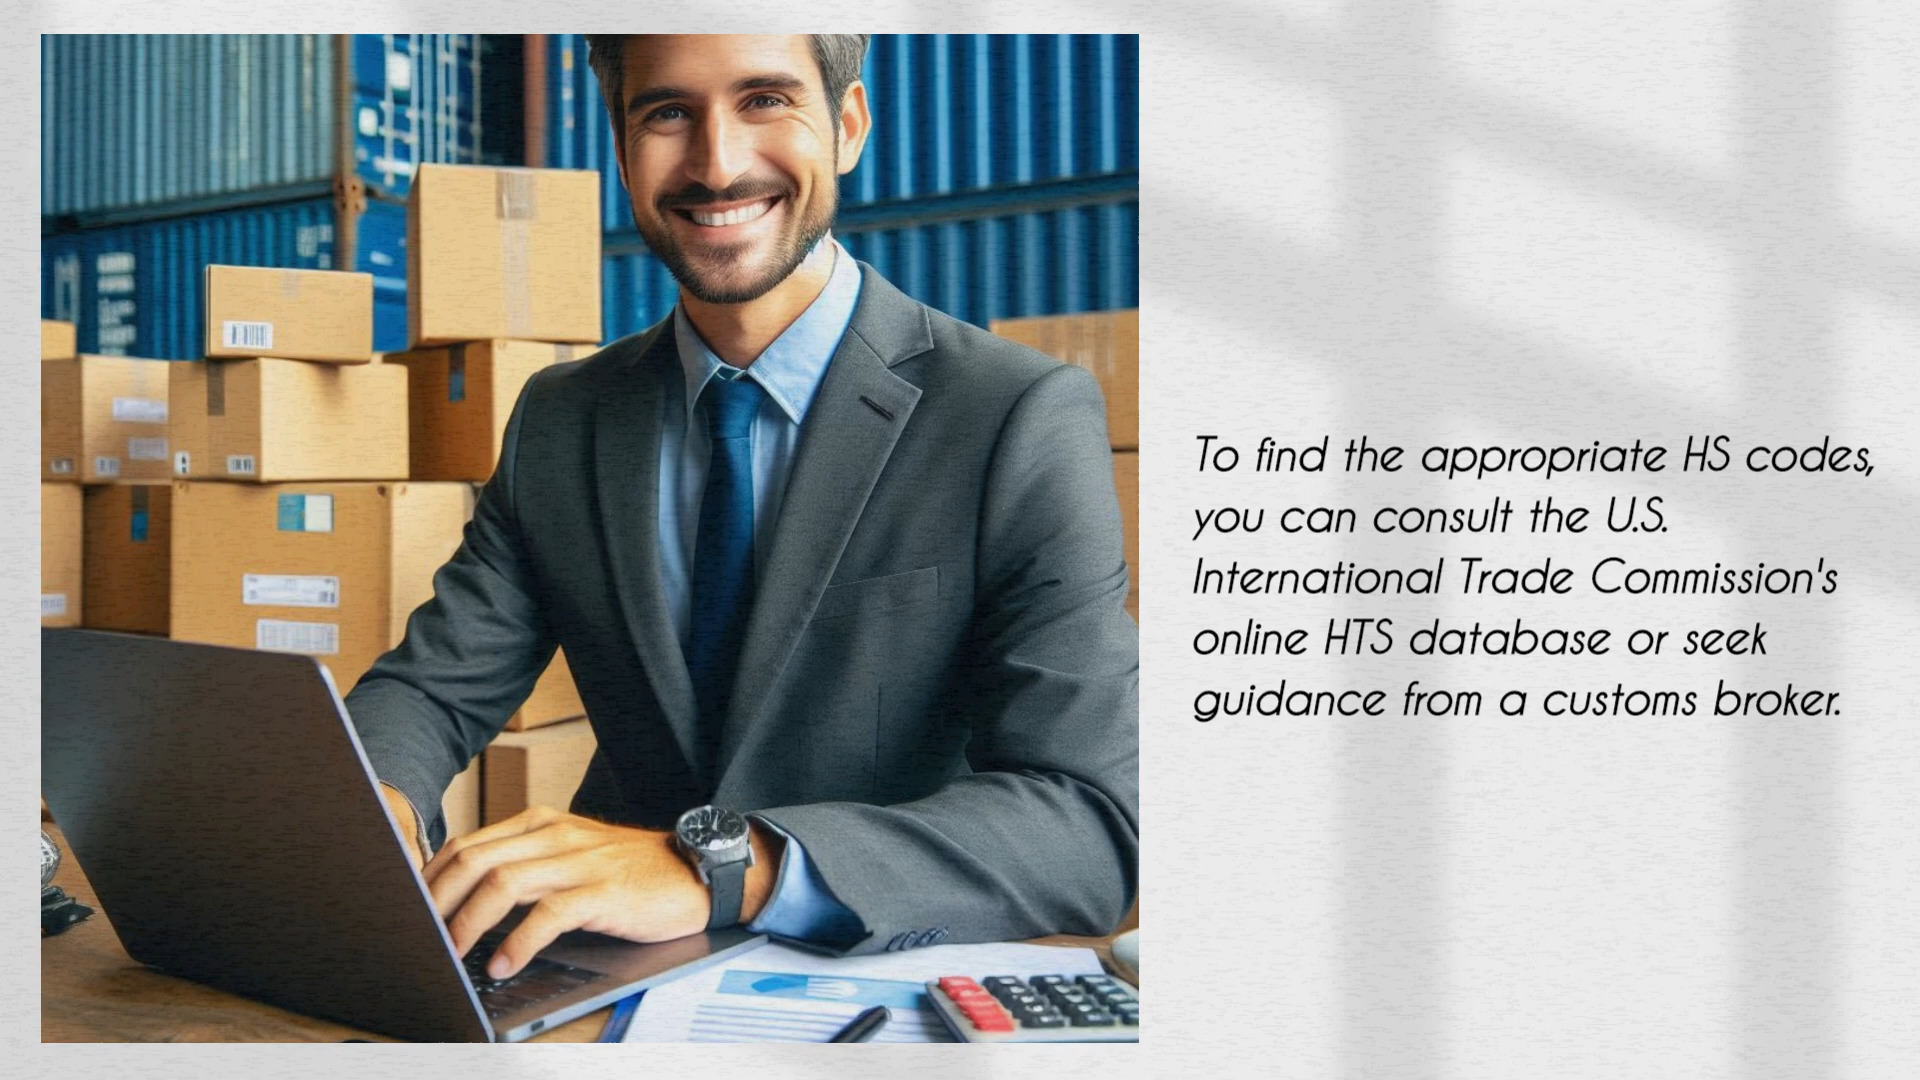 To find the appropriate HS codes,
you can consult the U.S.
International Trade Commission's
online HTS database or seek
guidance from a customs broker.